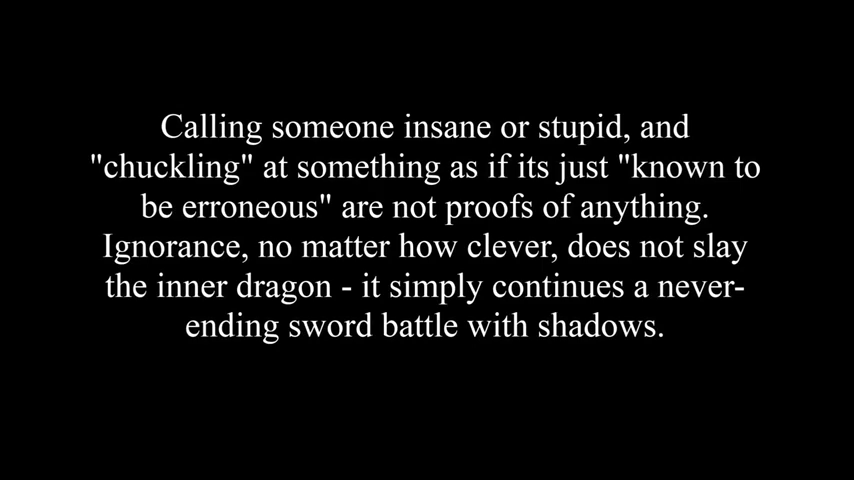 Calling someone insane or stupid, and
"chuckling" at something as if its just "known to
be erroneous" are not proofs of anything.
Ignorance, no matter how clever, does not slay
the inner dragon - it simply continues a never-
ending sword battle with shadows.